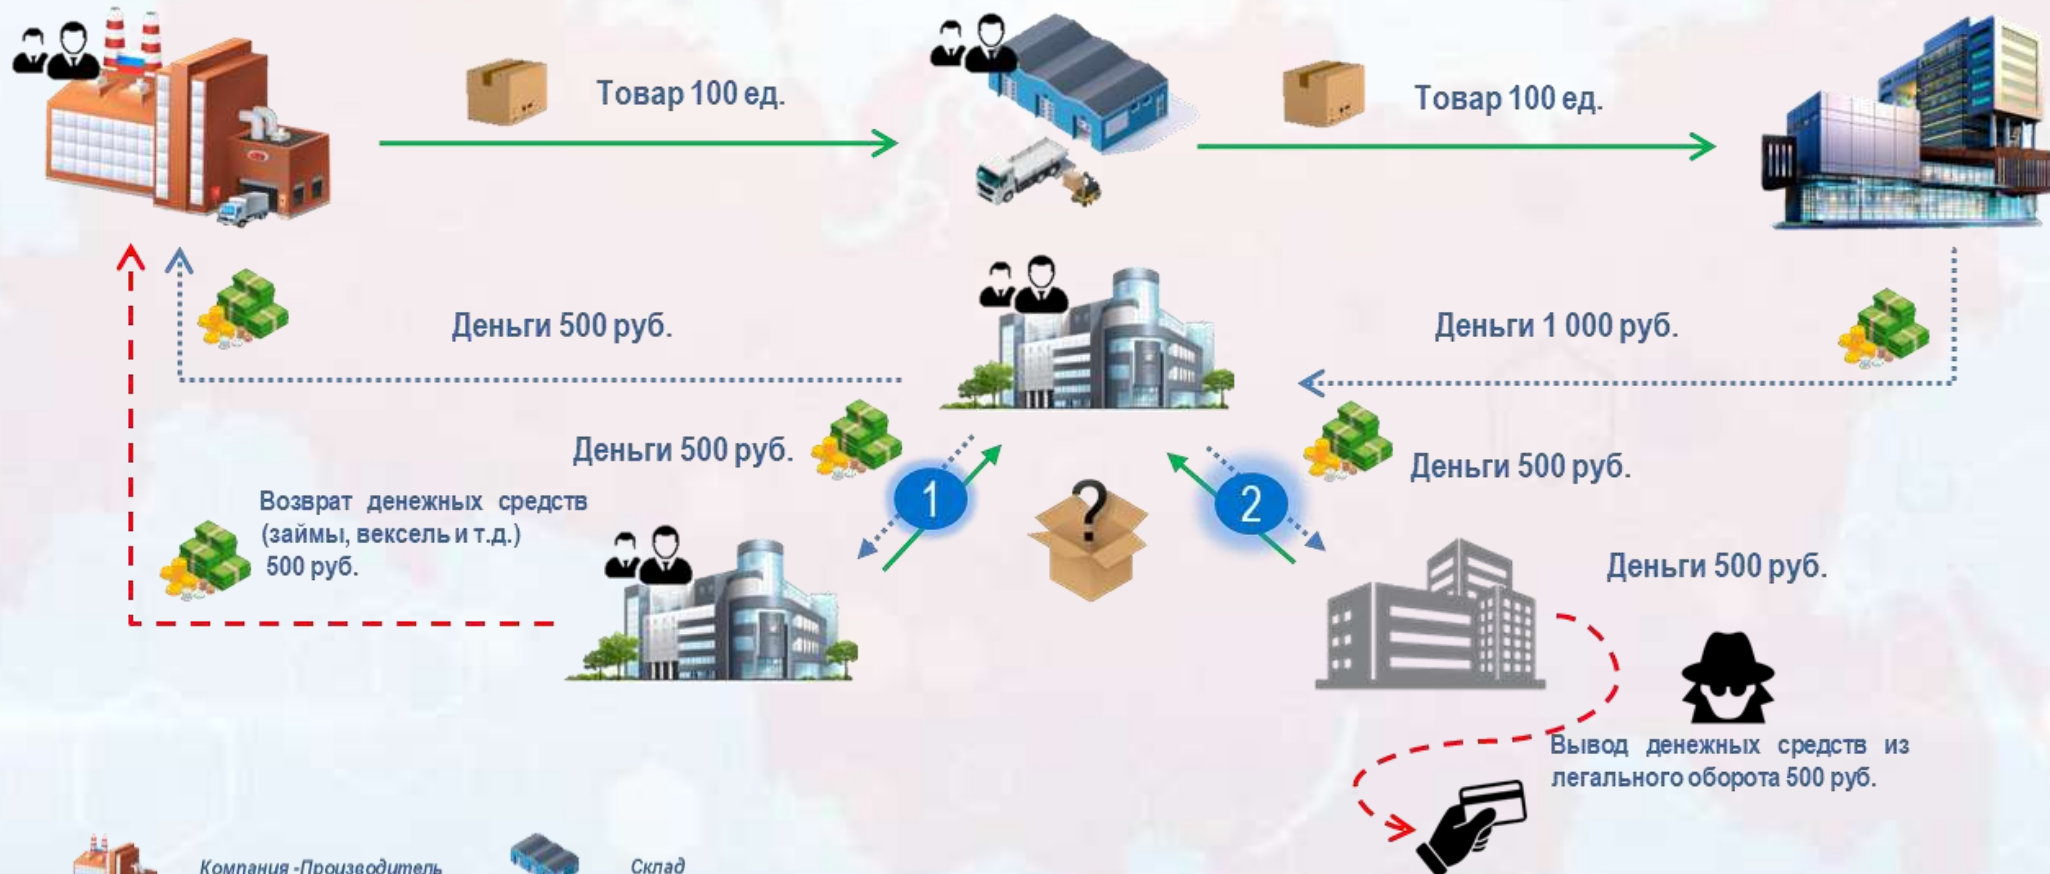 Товар 100 ед.
Товар 100 ед.
Деньги 500 руб.
Деньги 1 000 руб.
Деньги 500 руб.
1
?
2
Деньги 500 руб.
Возврат денежных средств
(займы, вексель и т.д.)
500 руб.
Деньги 500 руб.
Вывод денежных средств из
легального оборота 500 руб.
Компания -Производитель
Склад